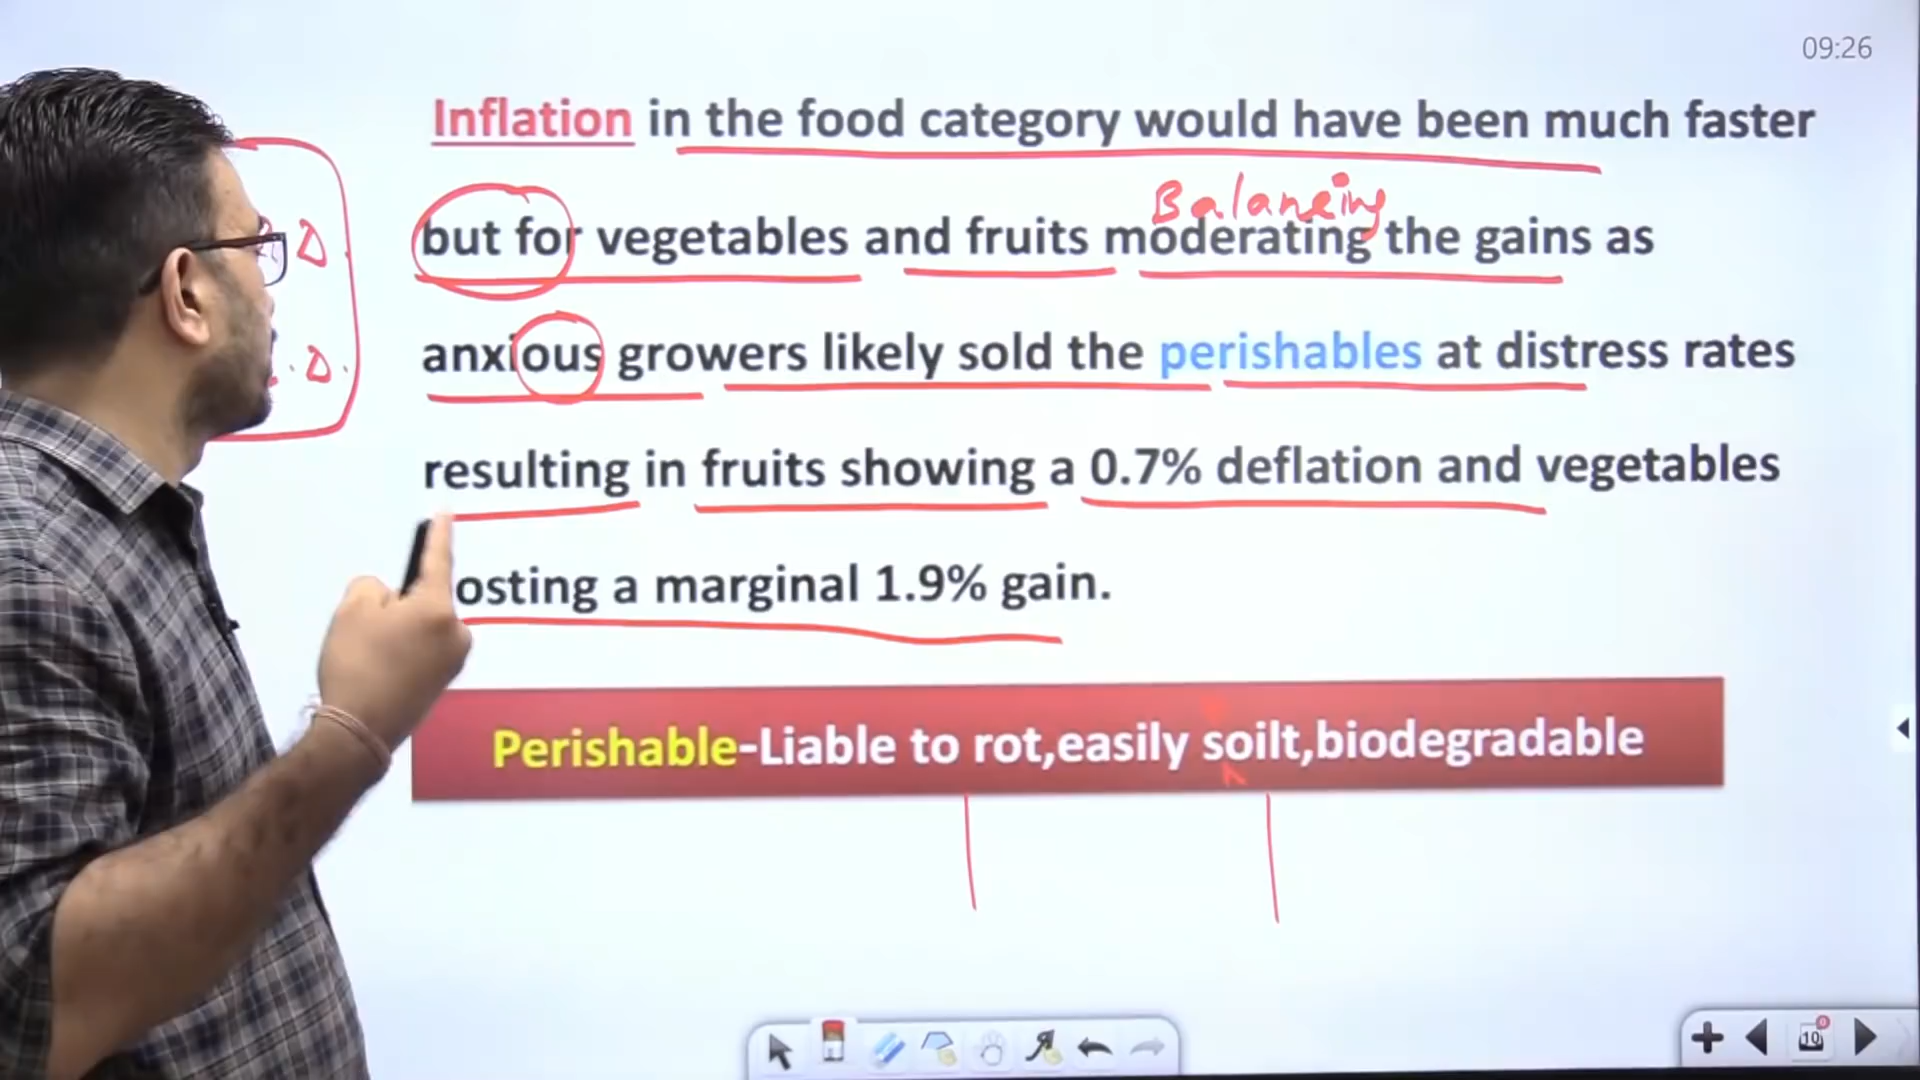 09:26
Inflation in the food category would have been much faster
Balancing
but for vegetables and fruits moderating the gains as
D.
anxious growers likely sold the perishables at distress rates
. D.
resulting in fruits showing a 0.7% deflation and vegetables
osting a marginal 1.9% gain.
Perishable-Liable to rot,easily soilt,biodegradable
10